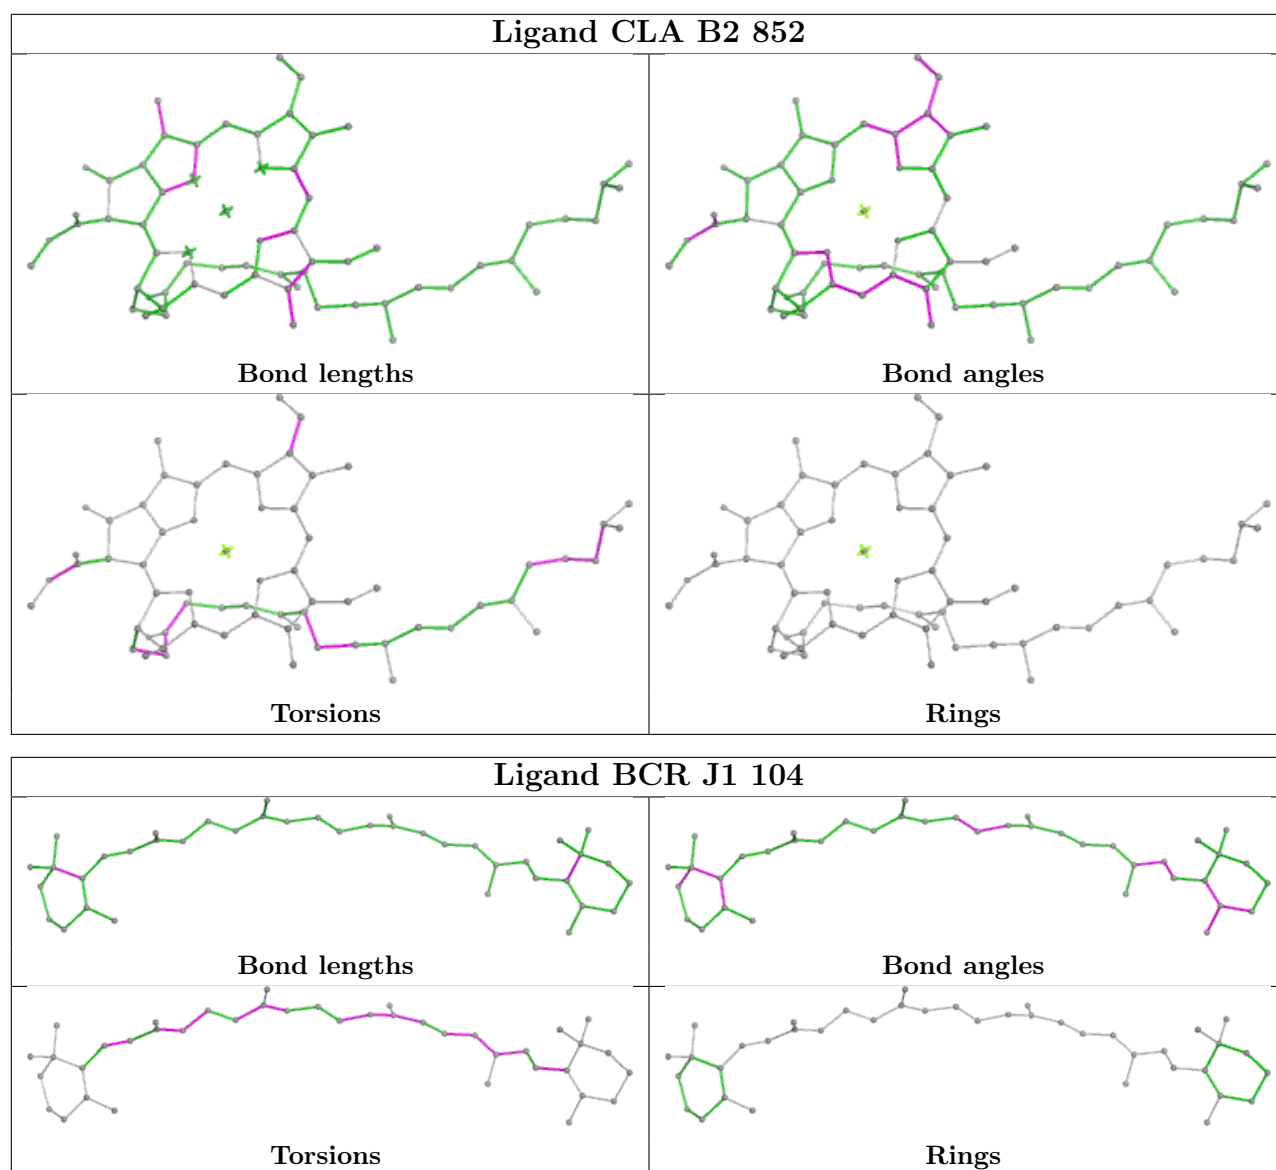 Ligand CLA B2 852
Bond lengths
Bond angles
Torsions
Rings
Ligand BCR J1 104
Bond lengths
Bond angles
Torsions
Rings